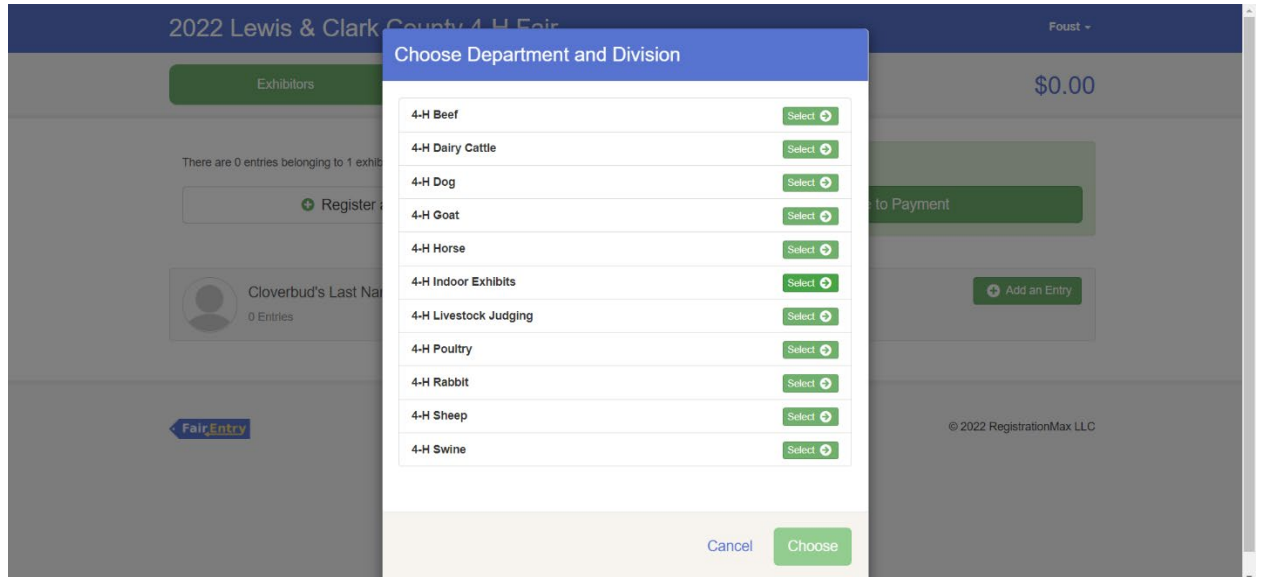 2022 Lewis & Clark County 4-H Fair
Foust
Choose Department and Division
Exhibitors
$0.00
4-H Beef Select
4-H Dairy Cattle Select
4-H Dog Select
4-H Goat Select
4-H Horse Select
4-H Indoor Exhibits Select
4-H Livestock Judging Select
4-H Poultry Select
4-H Rabbit Select
4-H Sheep Select
4-H Swine Select
There are 0 entries belonging to 1
Register
to Payment
Cloverbud's Last
0 Entries
Add an Entry
FairEntry
© 2022 RegistrationMax LLC
Cancel
Choose